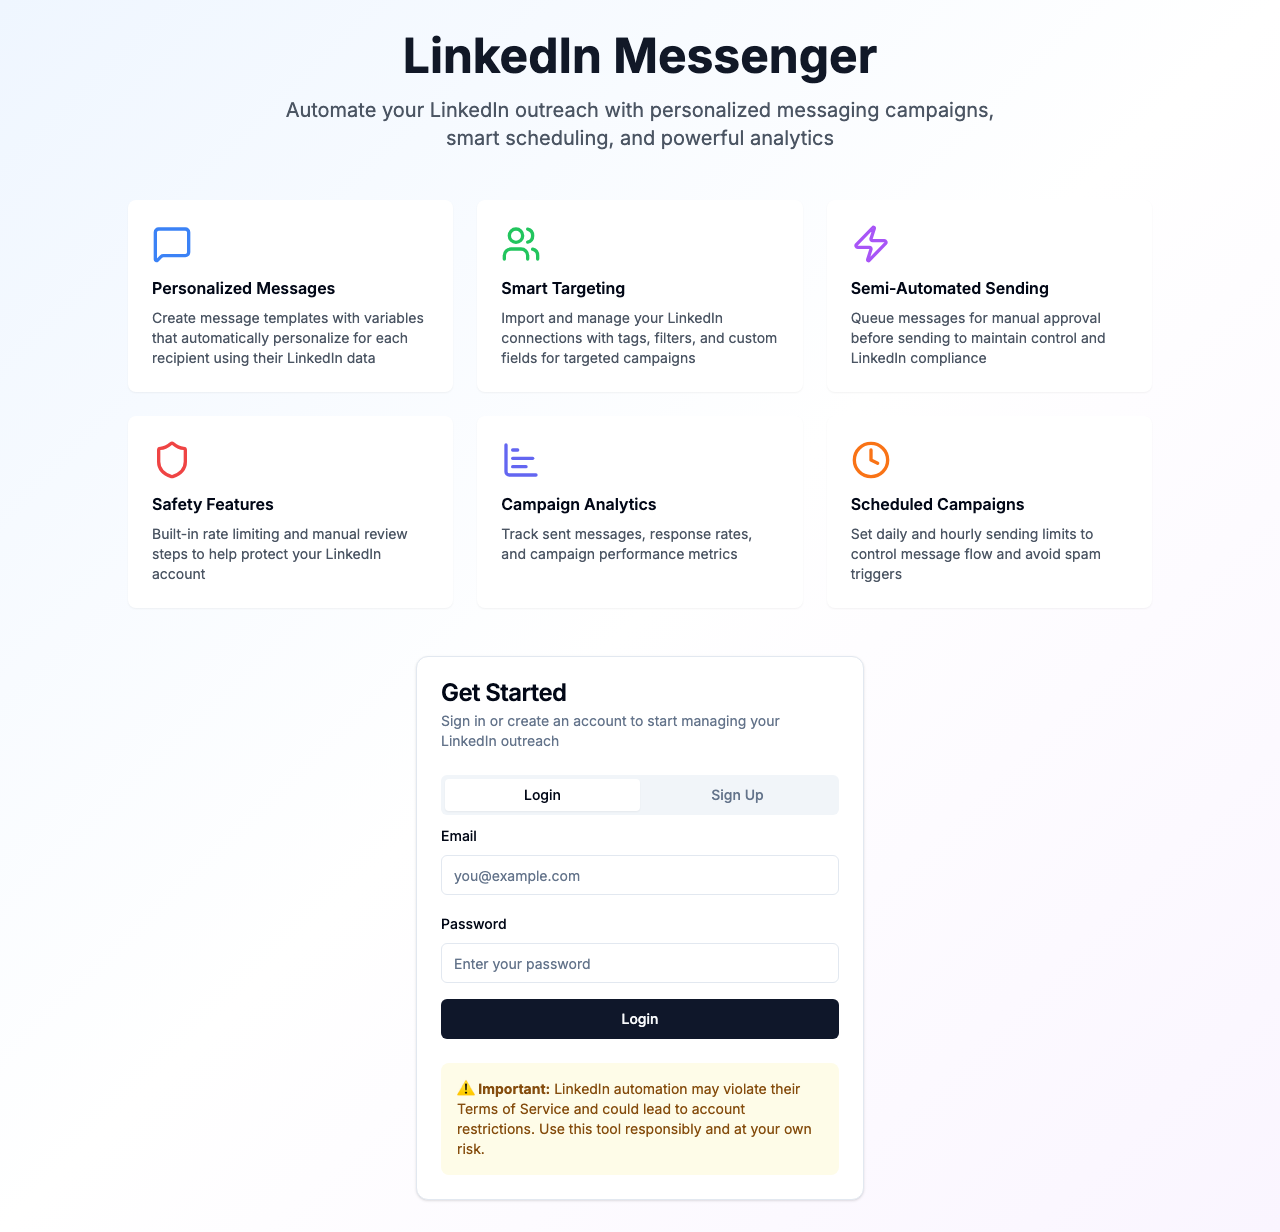 LinkedIn Messenger
Automate your LinkedIn outreach with personalized messaging campaigns,
smart scheduling, and powerful analytics
Personalized Messages
Create message templates with variables
that automatically personalize for each
recipient using their LinkedIn data
Smart Targeting
Import and manage your LinkedIn
connections with tags, filters, and custom
fields for targeted campaigns
Semi-Automated Sending
Queue messages for manual approval
before sending to maintain control and
LinkedIn compliance
Safety Features
Built-in rate limiting and manual review
steps to help protect your LinkedIn
account
Campaign Analytics
Track sent messages, response rates,
and campaign performance metrics
Scheduled Campaigns
Set daily and hourly sending limits to
control message flow and avoid spam
triggers
Get Started
Sign in or create an account to start managing your
LinkedIn outreach
Login
Sign Up
Email
you@example.com
Password
Enter your password
Login
⚠️ Important: LinkedIn automation may violate their
Terms of Service and could lead to account
restrictions. Use this tool responsibly and at your own
risk.